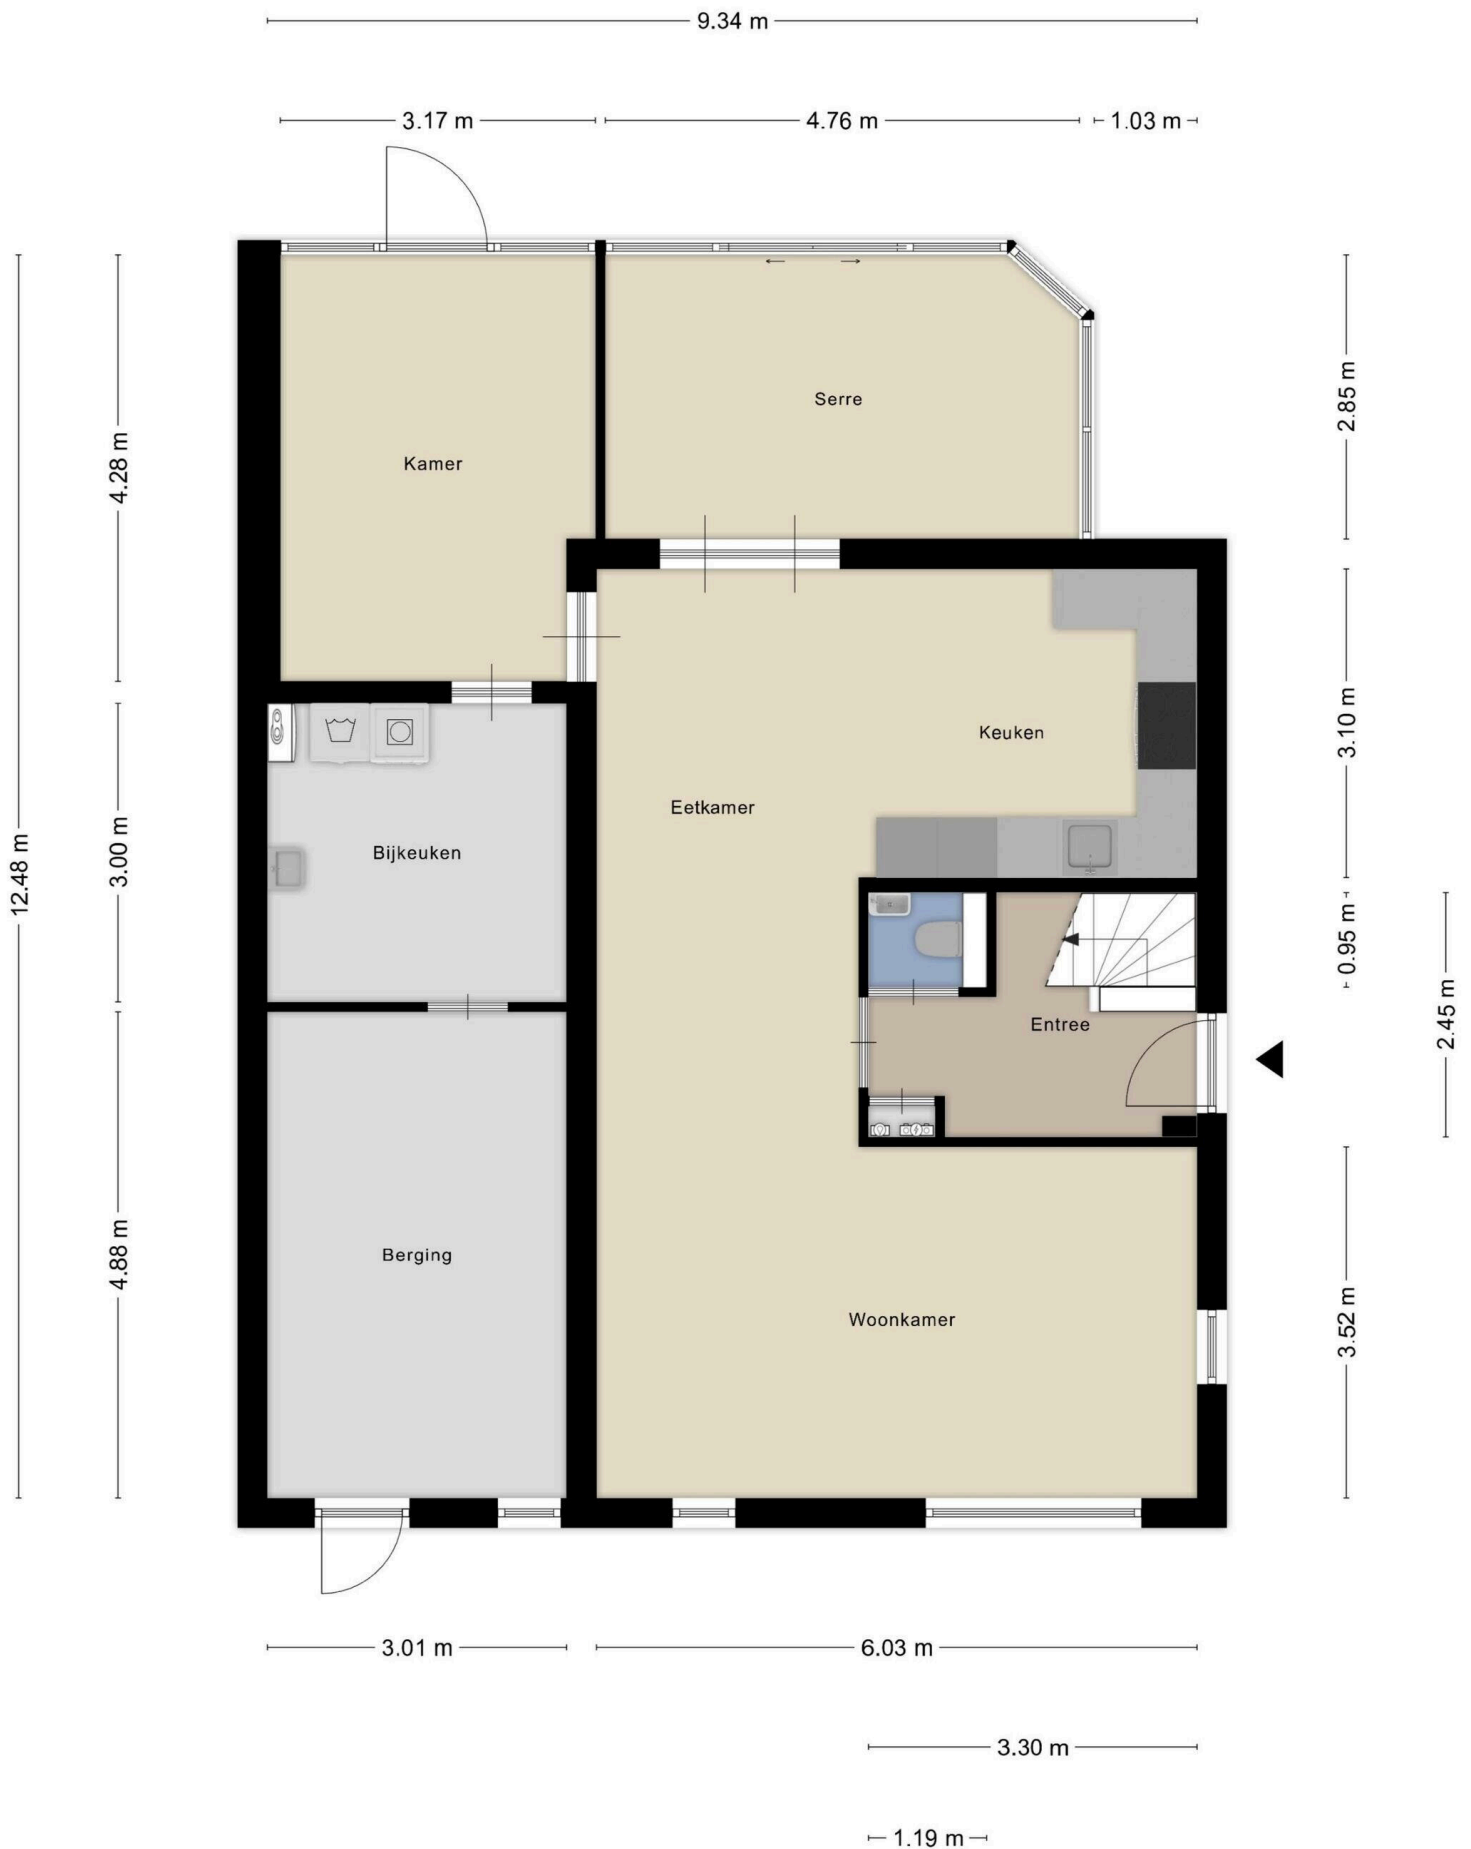 9.34 m
3.17 m
4.76 m
1.03 m
Serre
Kamer
2.85 m
4.28 m
Keuken
3.10 m
Eetkamer
Bijkeuken
3.00 m
12.48 m
0.95 m
2.45 m
Entree
4.88 m
Berging
Woonkamer
3.52 m
3.01 m
6.03 m
3.30 m
1.19 m